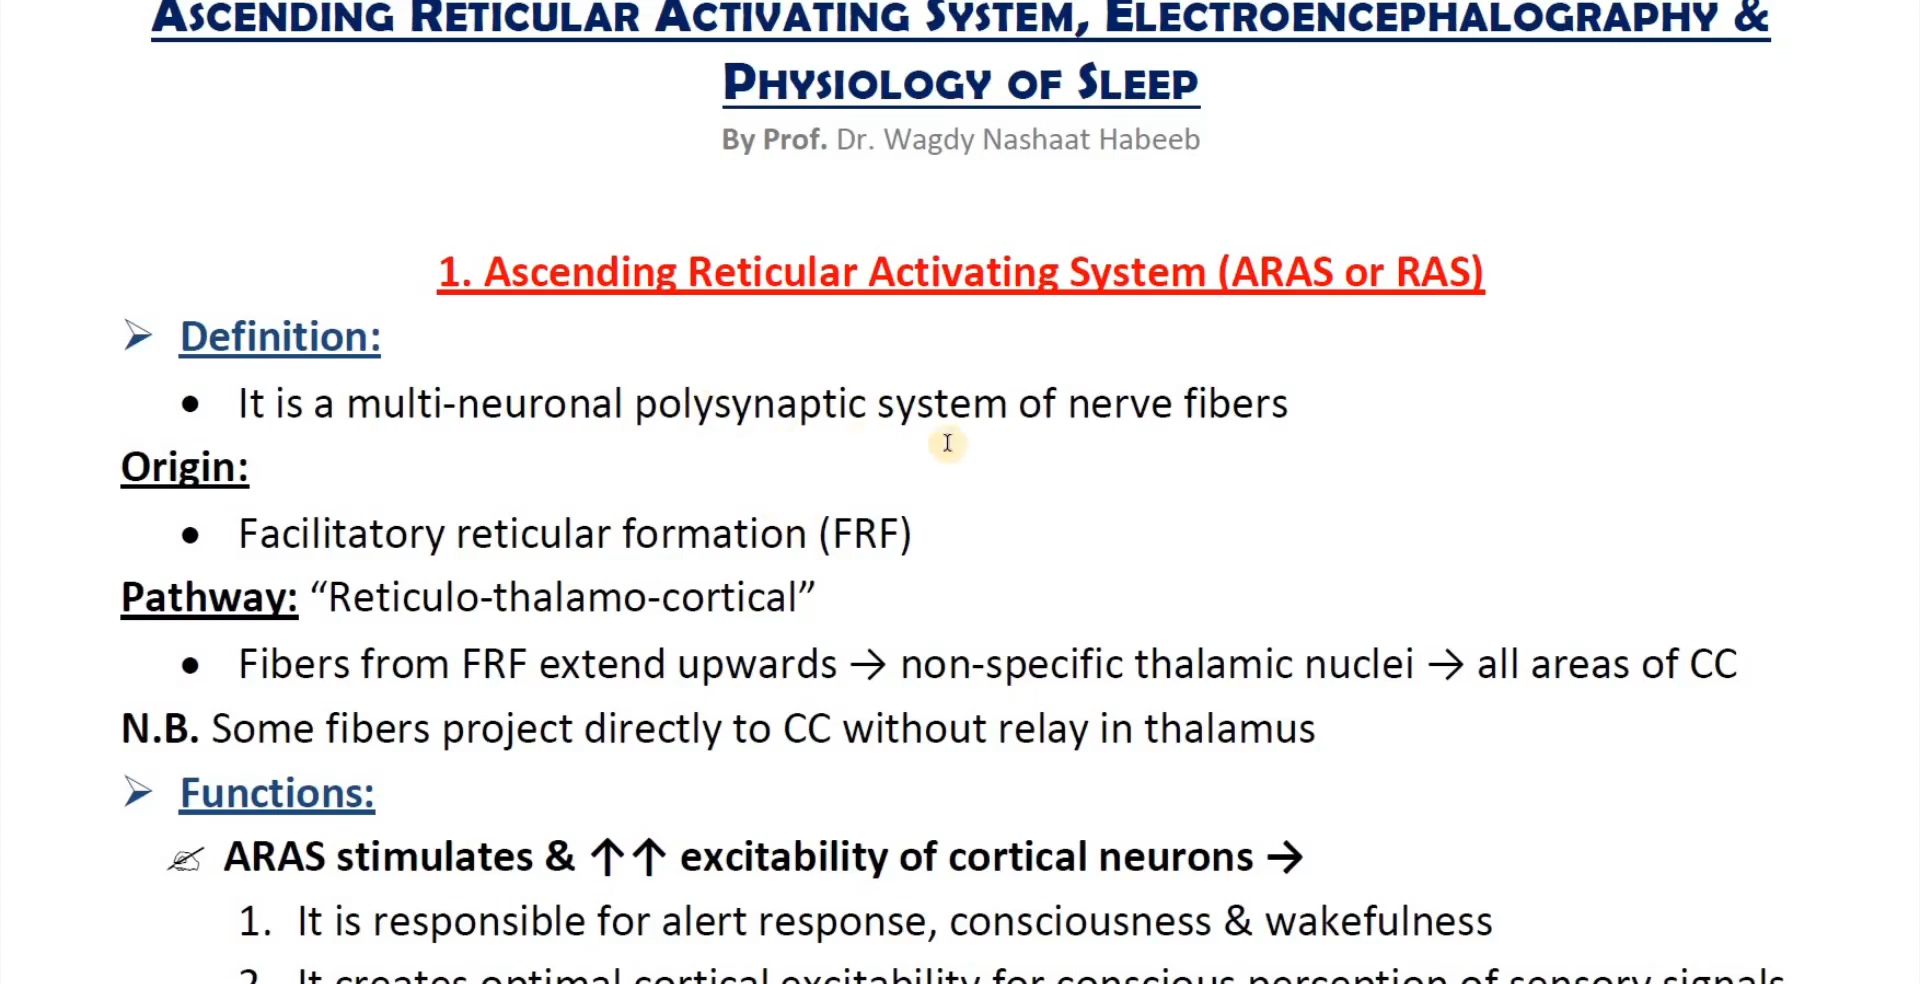 ASCENDING RETICULAR ACTIVATING SYSTEM, ELECTROENCEPHALOGRAPHY &
PHYSIOLOGY OF SLEEP
By Prof. Dr. Wagdy Nashaat Habeeb
1. Ascending Reticular Activating System (ARAS or RAS)
➢ Definition:
• It is a multi-neuronal polysynaptic system of nerve fibers
Origin:
• Facilitatory reticular formation (FRF)
Pathway: “Reticulo-thalamo-cortical”
• Fibers from FRF extend upwards → non-specific thalamic nuclei → all areas of CC
N.B. Some fibers project directly to CC without relay in thalamus
➢ Functions:
ARAS stimulates & ↑↑ excitability of cortical neurons →
1. It is responsible for alert response, consciousness & wakefulness
2. It creates optimal cortical excitability for conscious perception of sensory signals